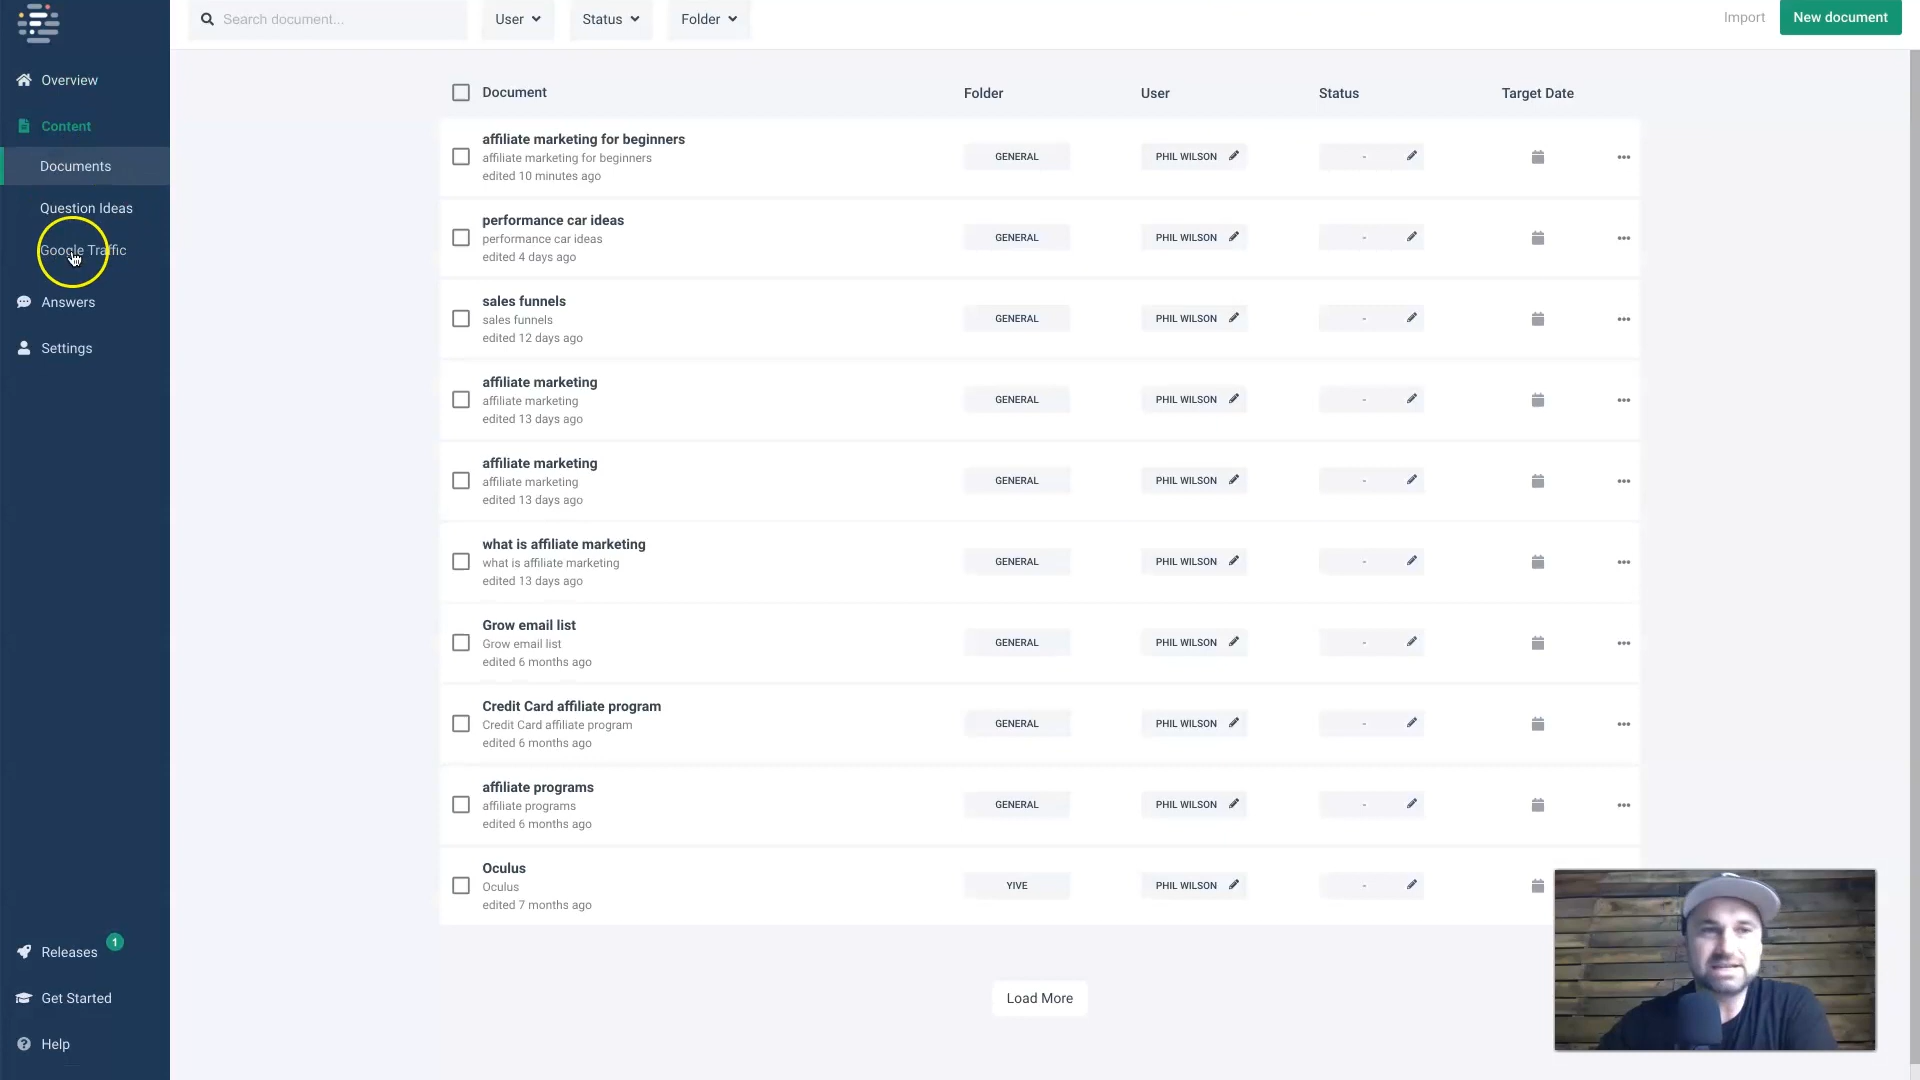 Search document...
User
Status
Folder
Import
New document
Overview
Content
Documents
Question Ideas
Google Traffic
Answers
Settings
Releases
1
Get Started
Help
Document
Folder
User
Status
Target Date
affiliate marketing for beginners
affiliate marketing for beginners
edited 10 minutes ago
GENERAL
PHIL WILSON
-
performance car ideas
performance car ideas
edited 4 days ago
GENERAL
PHIL WILSON
-
sales funnels
sales funnels
edited 12 days ago
GENERAL
PHIL WILSON
-
affiliate marketing
affiliate marketing
edited 13 days ago
GENERAL
PHIL WILSON
-
affiliate marketing
affiliate marketing
edited 13 days ago
GENERAL
PHIL WILSON
-
what is affiliate marketing
what is affiliate marketing
edited 13 days ago
GENERAL
PHIL WILSON
-
Grow email list
Grow email list
edited 6 months ago
GENERAL
PHIL WILSON
-
Credit Card affiliate program
Credit Card affiliate program
edited 6 months ago
GENERAL
PHIL WILSON
-
affiliate programs
affiliate programs
edited 6 months ago
GENERAL
PHIL WILSON
-
Oculus
Oculus
edited 7 months ago
YIVE
PHIL WILSON
-
Load More